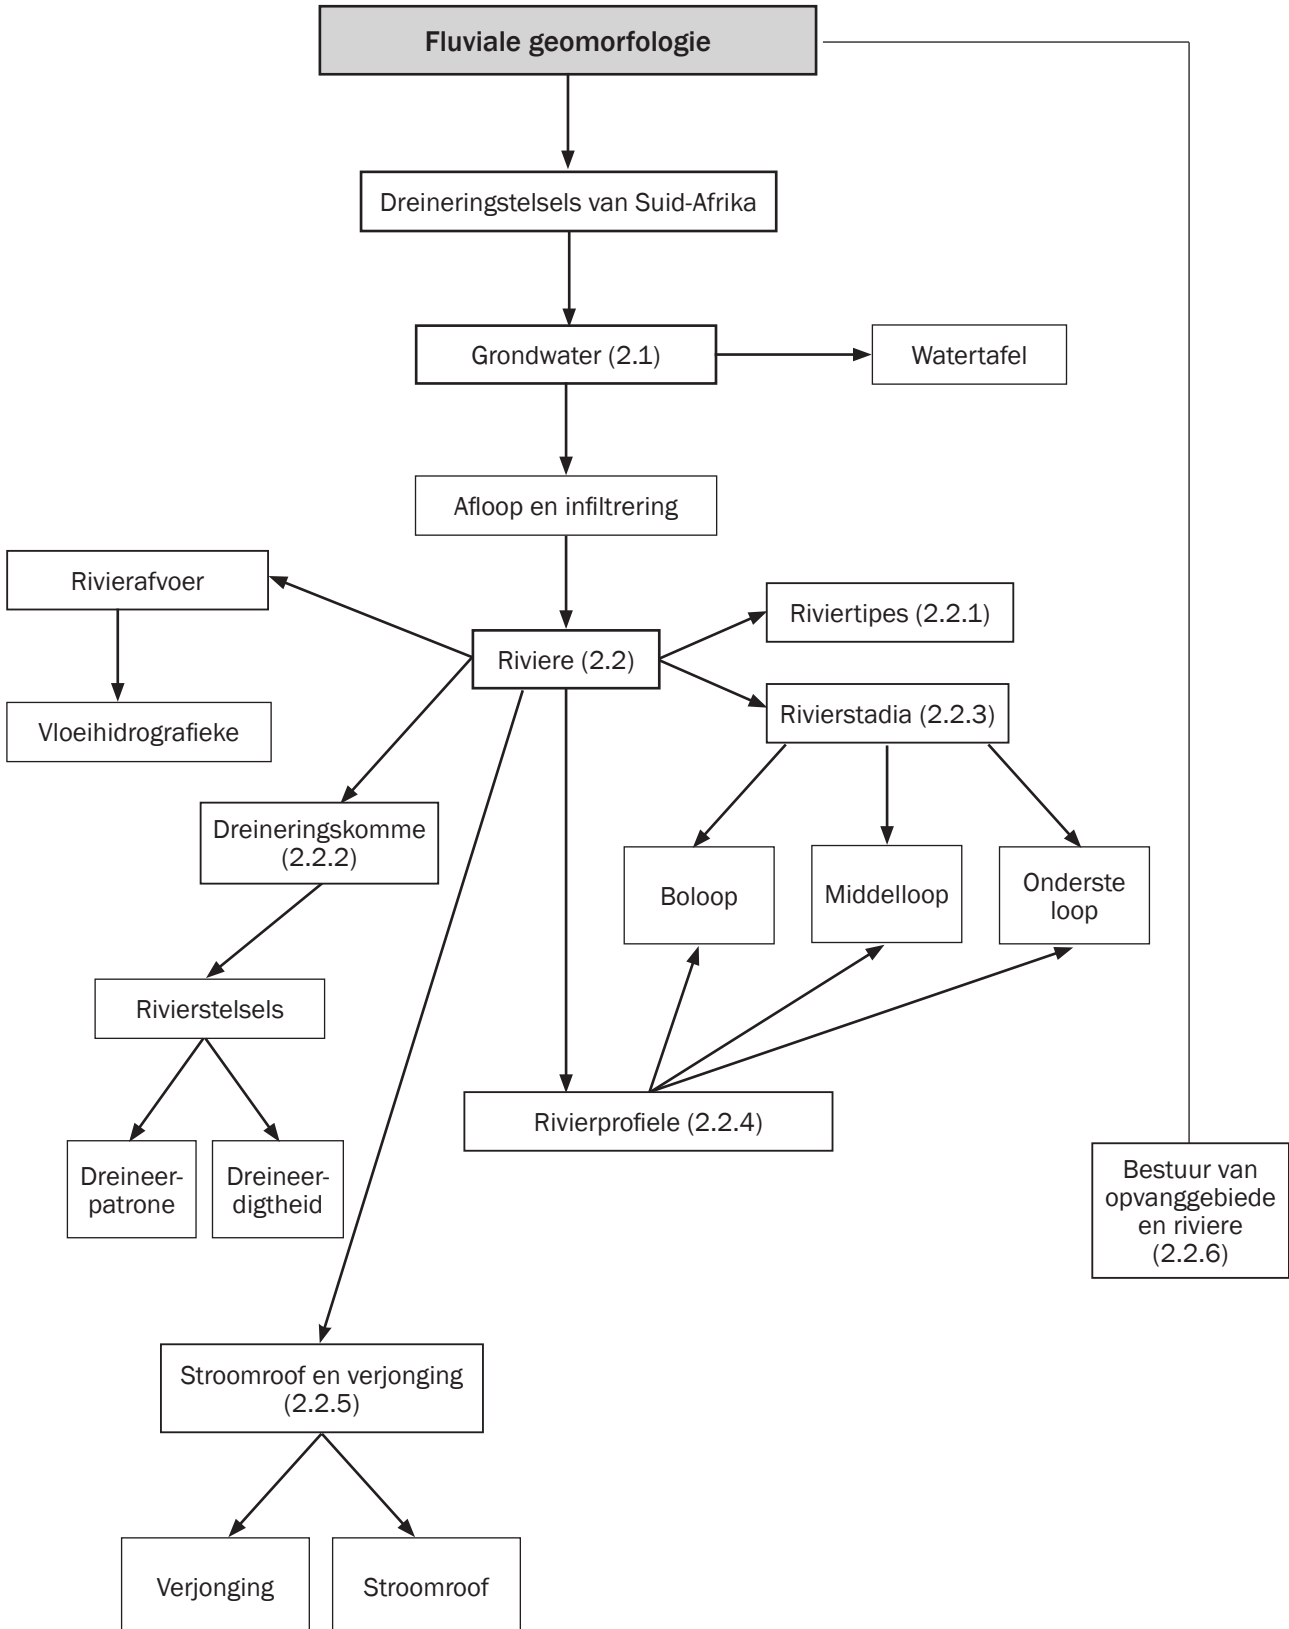 Fluviale geomorfologie
Dreineringstelsels van Suid-Afrika
Grondwater (2.1)
Watertafel
Afloop en infiltrering
Rivierafvoer
Riviertipes (2.2.1)
Riviere (2.2)
Rivierstadia (2.2.3)
Vloeihidrografieke
Dreineringskomme
(2.2.2)
Boloop
Middelloop
Onderste
loop
Rivierstelsels
Rivierprofiele (2.2.4)
Dreineer-
patrone
Dreineer-
digtheid
Bestuur van
opvanggebiede
en riviere
(2.2.6)
Stroomroof en verjonging
(2.2.5)
Verjonging
Stroomroof